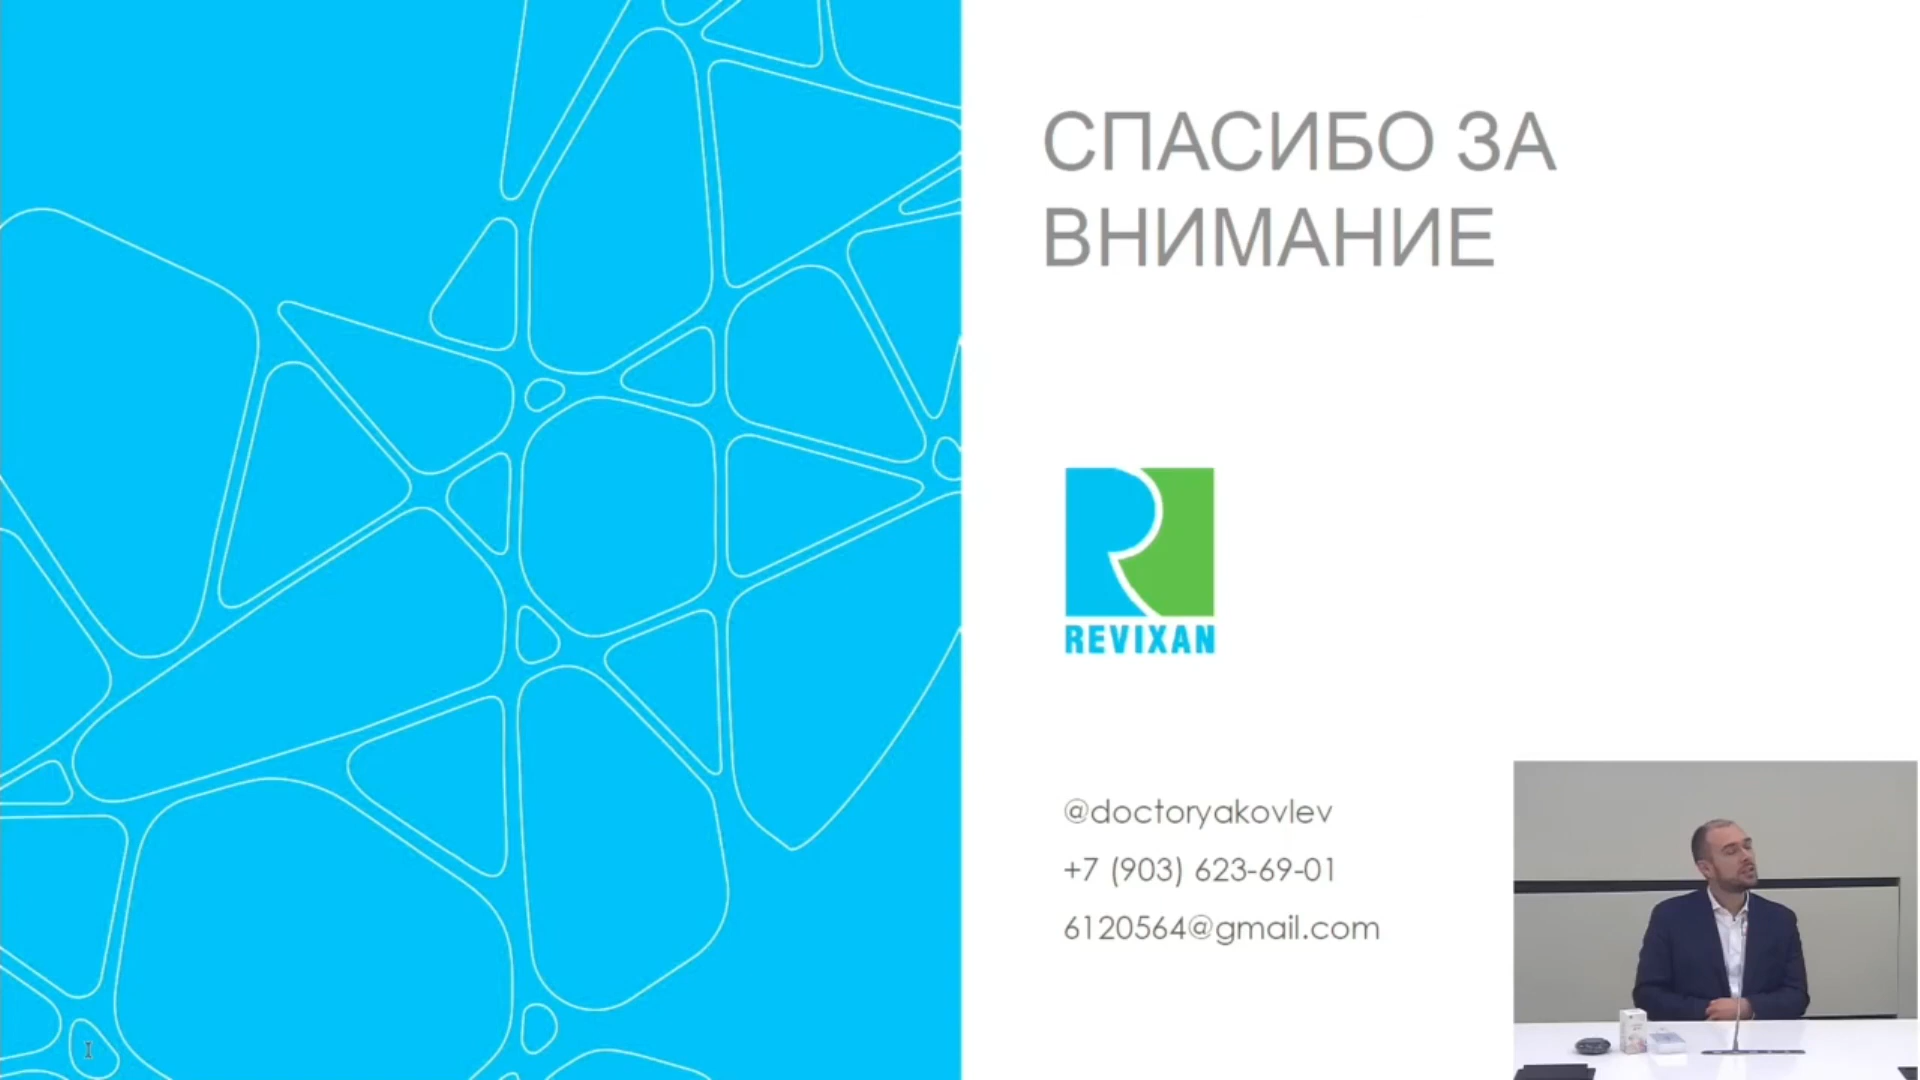 СПАСИБО ЗА
ВНИМАНИЕ
REVIXAN
@doctoryakovlev
+7 (903) 623-69-01
6120564@gmail.com